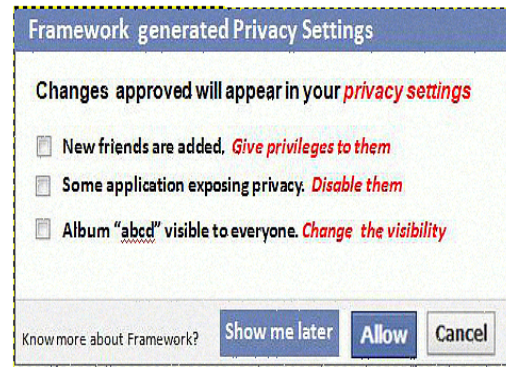 Framework generated Privacy Settings
Changes approved will appear in your privacy settings
New friends are added, Give privileges to them
Some application exposing privacy. Disable them
Album “abcd” visible to everyone. Change the visibility
Know more about Framework? Show me later Allow Cancel